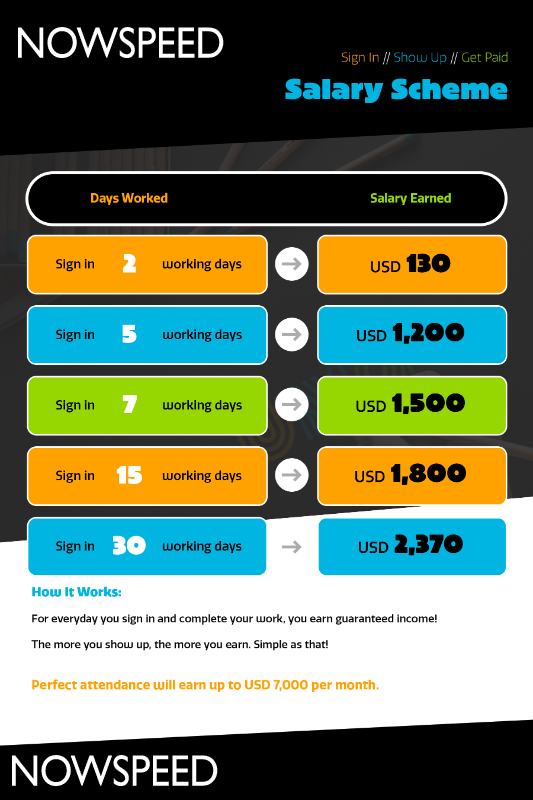 NOWSPEED
Sign In // Show Up // Get Paid
Salary Scheme
Days Worked Salary Earned
Sign in 2 working days → USD 130
Sign in 5 working days → USD 1,200
Sign in 7 working days → USD 1,500
Sign in 15 working days → USD 1,800
Sign in 30 working days → USD 2,370
How It Works:
For everyday you sign in and complete your work, you earn guaranteed income!
The more you show up, the more you earn. Simple as that!
Perfect attendance will earn up to USD 7,000 per month.
NOWSPEED